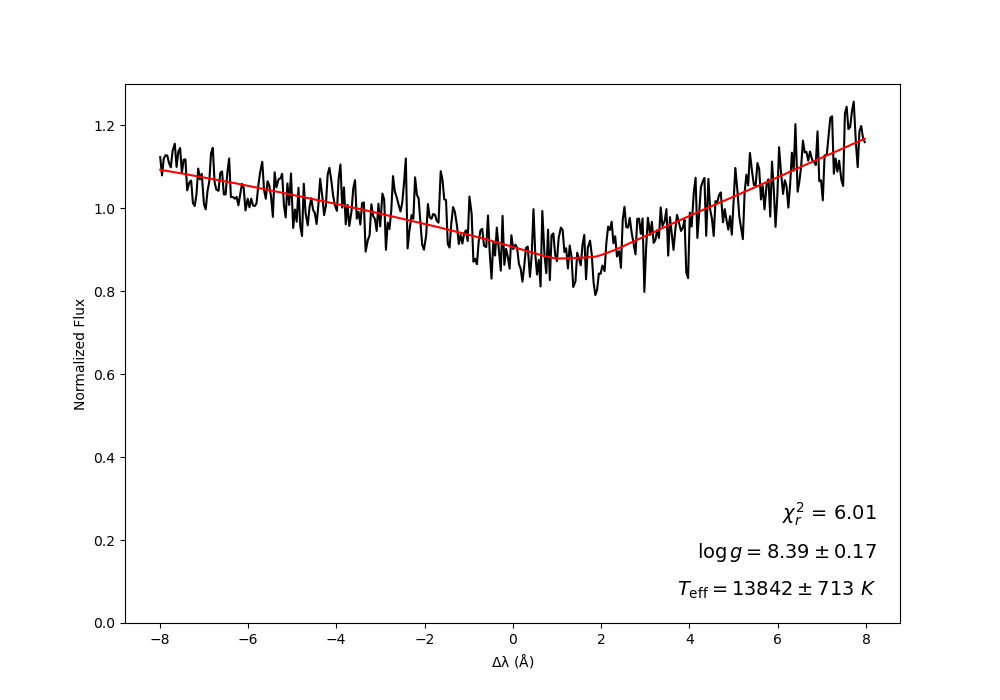 1.2
1.0
0.8
0.6
0.4
0.2
0.0
Normalized Flux
χ²ᵣ = 6.01
log g = 8.39 ± 0.17
T_eff = 13842 ± 713 K
−8 −6 −4 −2 0 2 4 6 8
Δλ (Å)